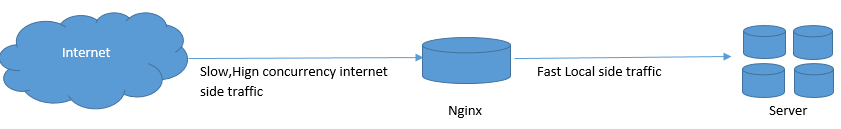 Internet
Slow,Hign concurrency internet
side traffic
Nginx
Fast Local side traffic
Server